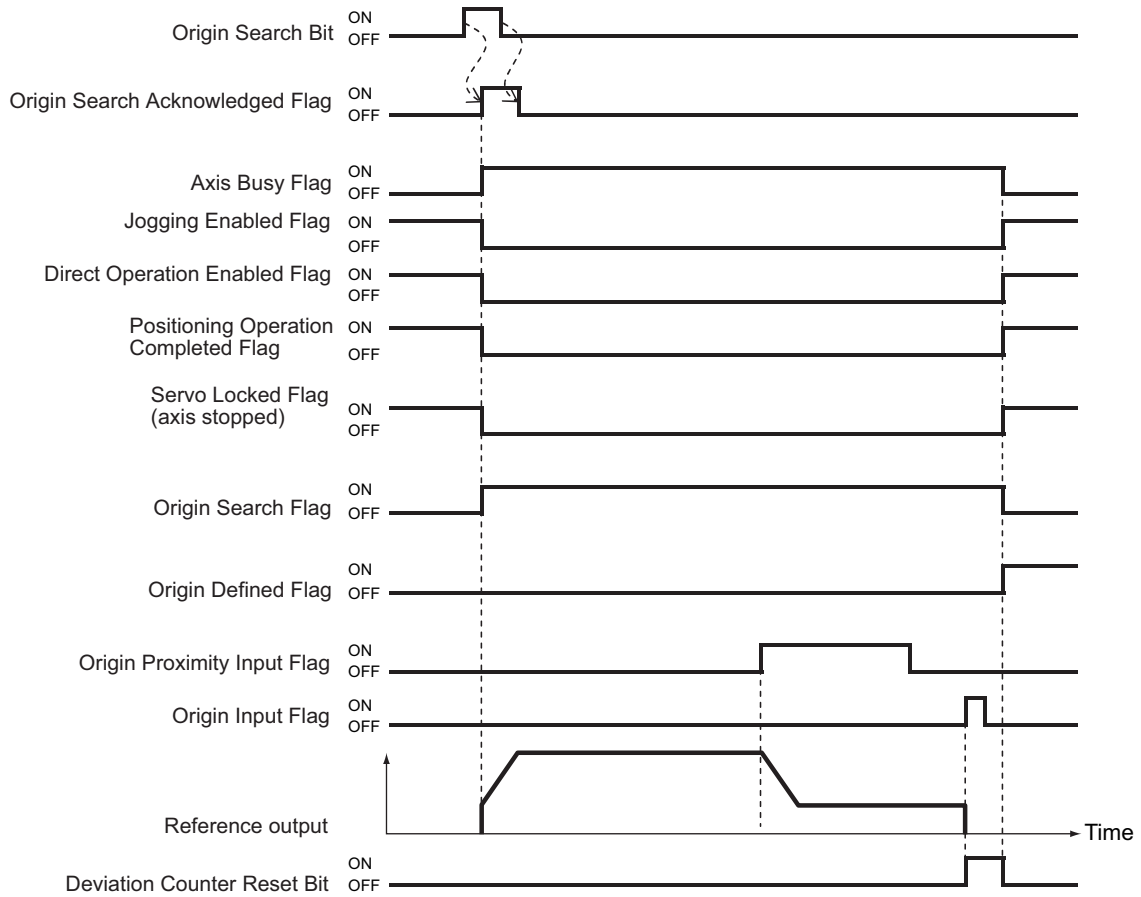 Origin Search Bit ON
OFF
Origin Search Acknowledged Flag ON
OFF
Axis Busy Flag ON
OFF
Jogging Enabled Flag ON
OFF
Direct Operation Enabled Flag ON
OFF
Positioning Operation ON
Completed Flag OFF
Servo Locked Flag ON
(axis stopped) OFF
Origin Search Flag ON
OFF
Origin Defined Flag ON
OFF
Origin Proximity Input Flag ON
OFF
Origin Input Flag ON
OFF
Reference output Time
Deviation Counter Reset Bit ON
OFF